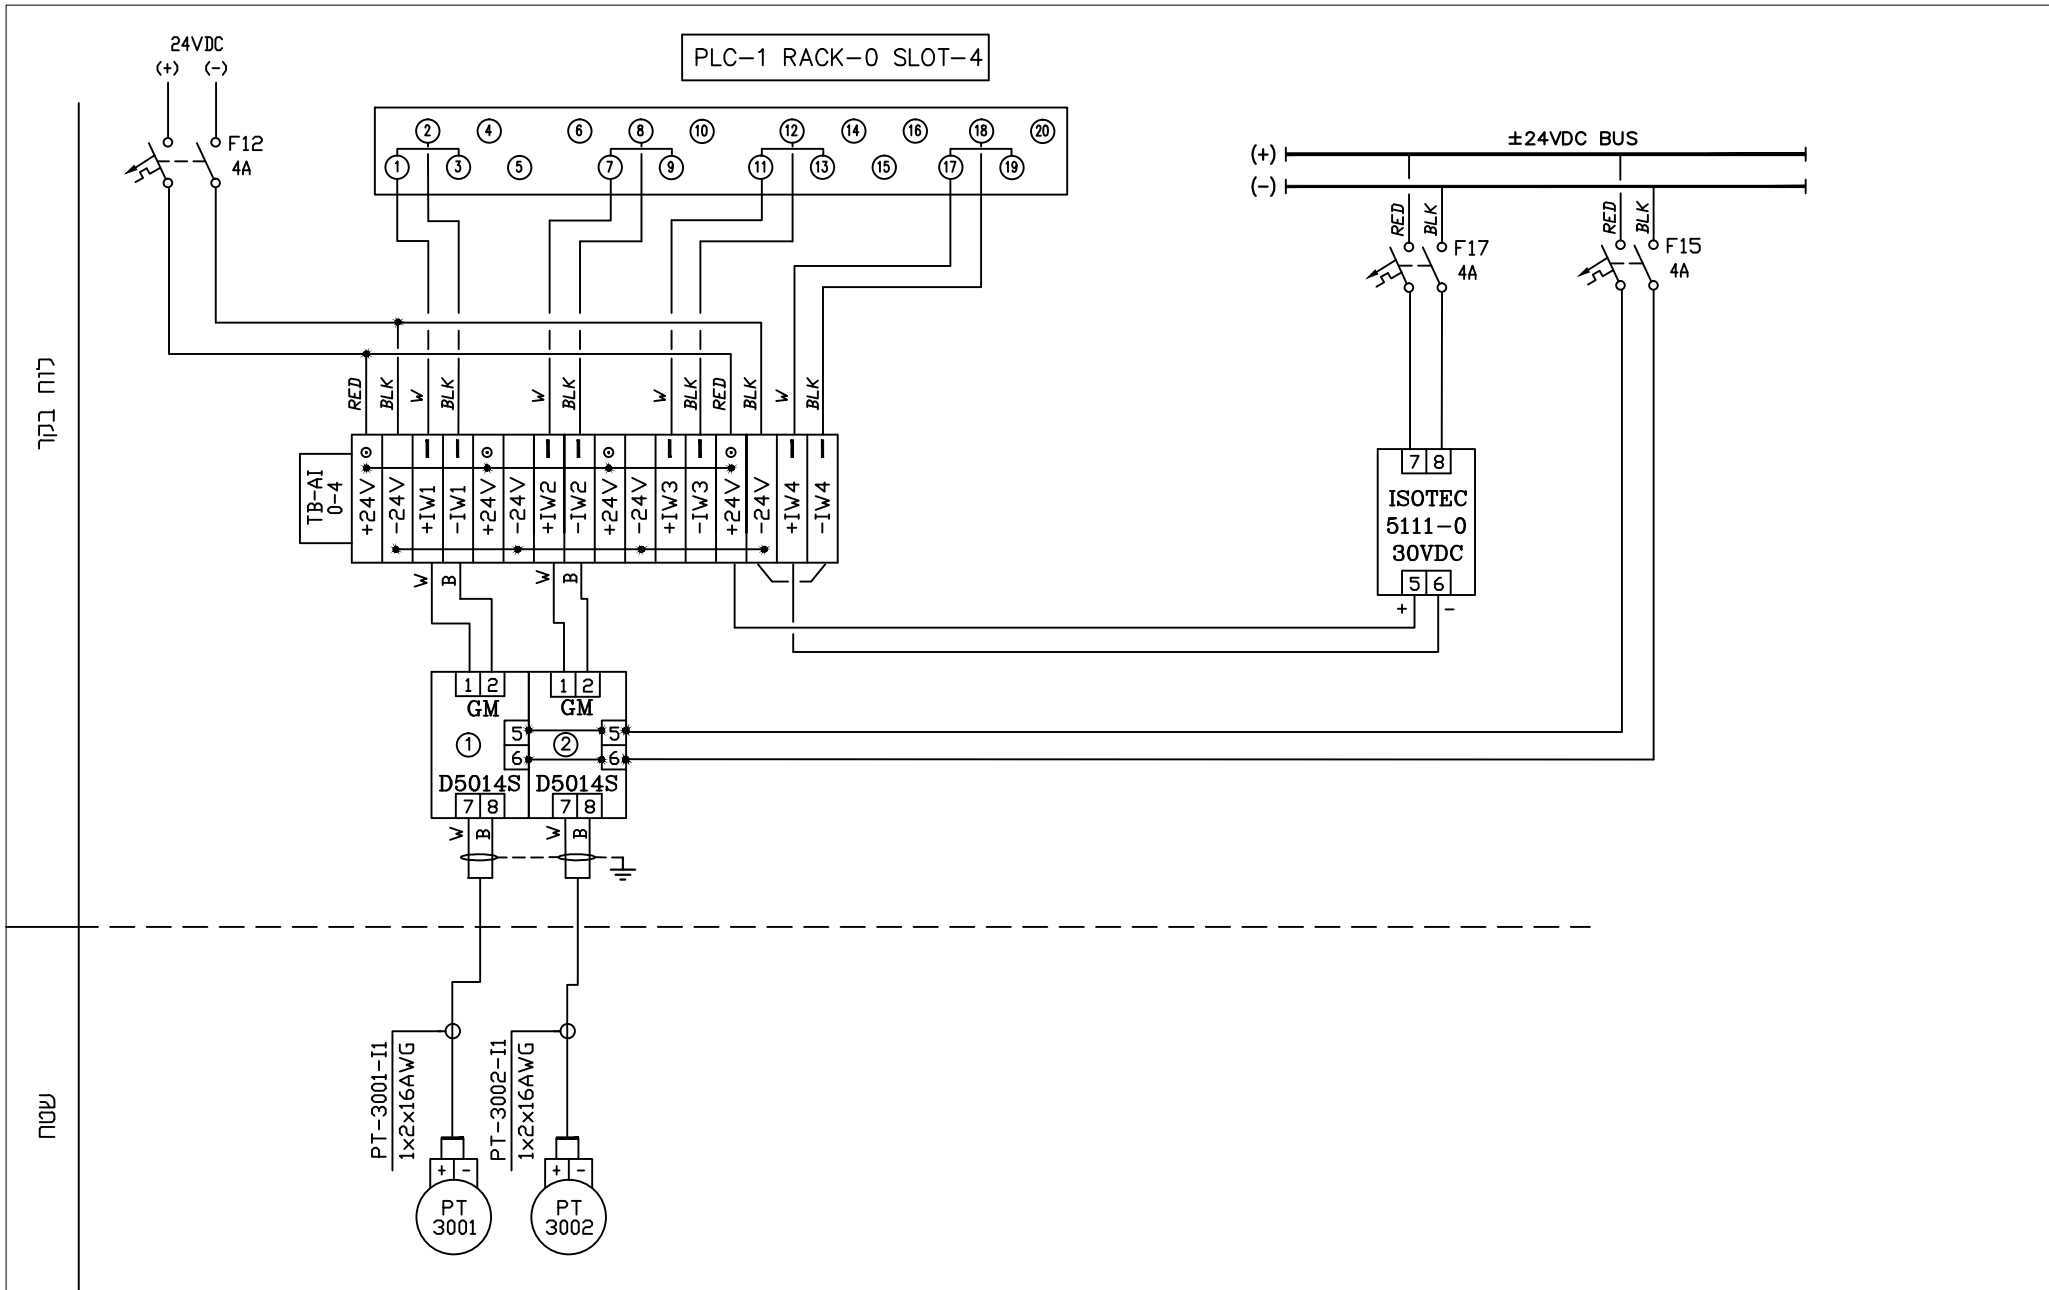 24VDC
(+) (-)
F12
4A
PLC-1 RACK-0 SLOT-4
2 4 6 8 10 12 14 16 18 20
1 3 5 7 9 11 13 15 17 19
±24VDC BUS
(+)
(-)
RED BLK
F17
4A
RED BLK
F15
4A
לוח בקר
RED BLK W BLK W BLK W BLK RED BLK W BLK
TB-AI
0-4
+24V -24V +IW1 -IW1 +24V -24V +IW2 -IW2 +24V -24V +IW3 -IW3 +24V -24V +IW4 -IW4
7 8
ISOTEC
5111-0
30VDC
5 6
+ -
W B W B
1 2
GM
1
5
6
D5014S
7 8
1 2
GM
2
5
6
D5014S
7 8
W B W B
שטח
PT-3001-I1
1x2x16AWG
PT-3002-I1
1x2x16AWG
+ -
PT
3001
+ -
PT
3002